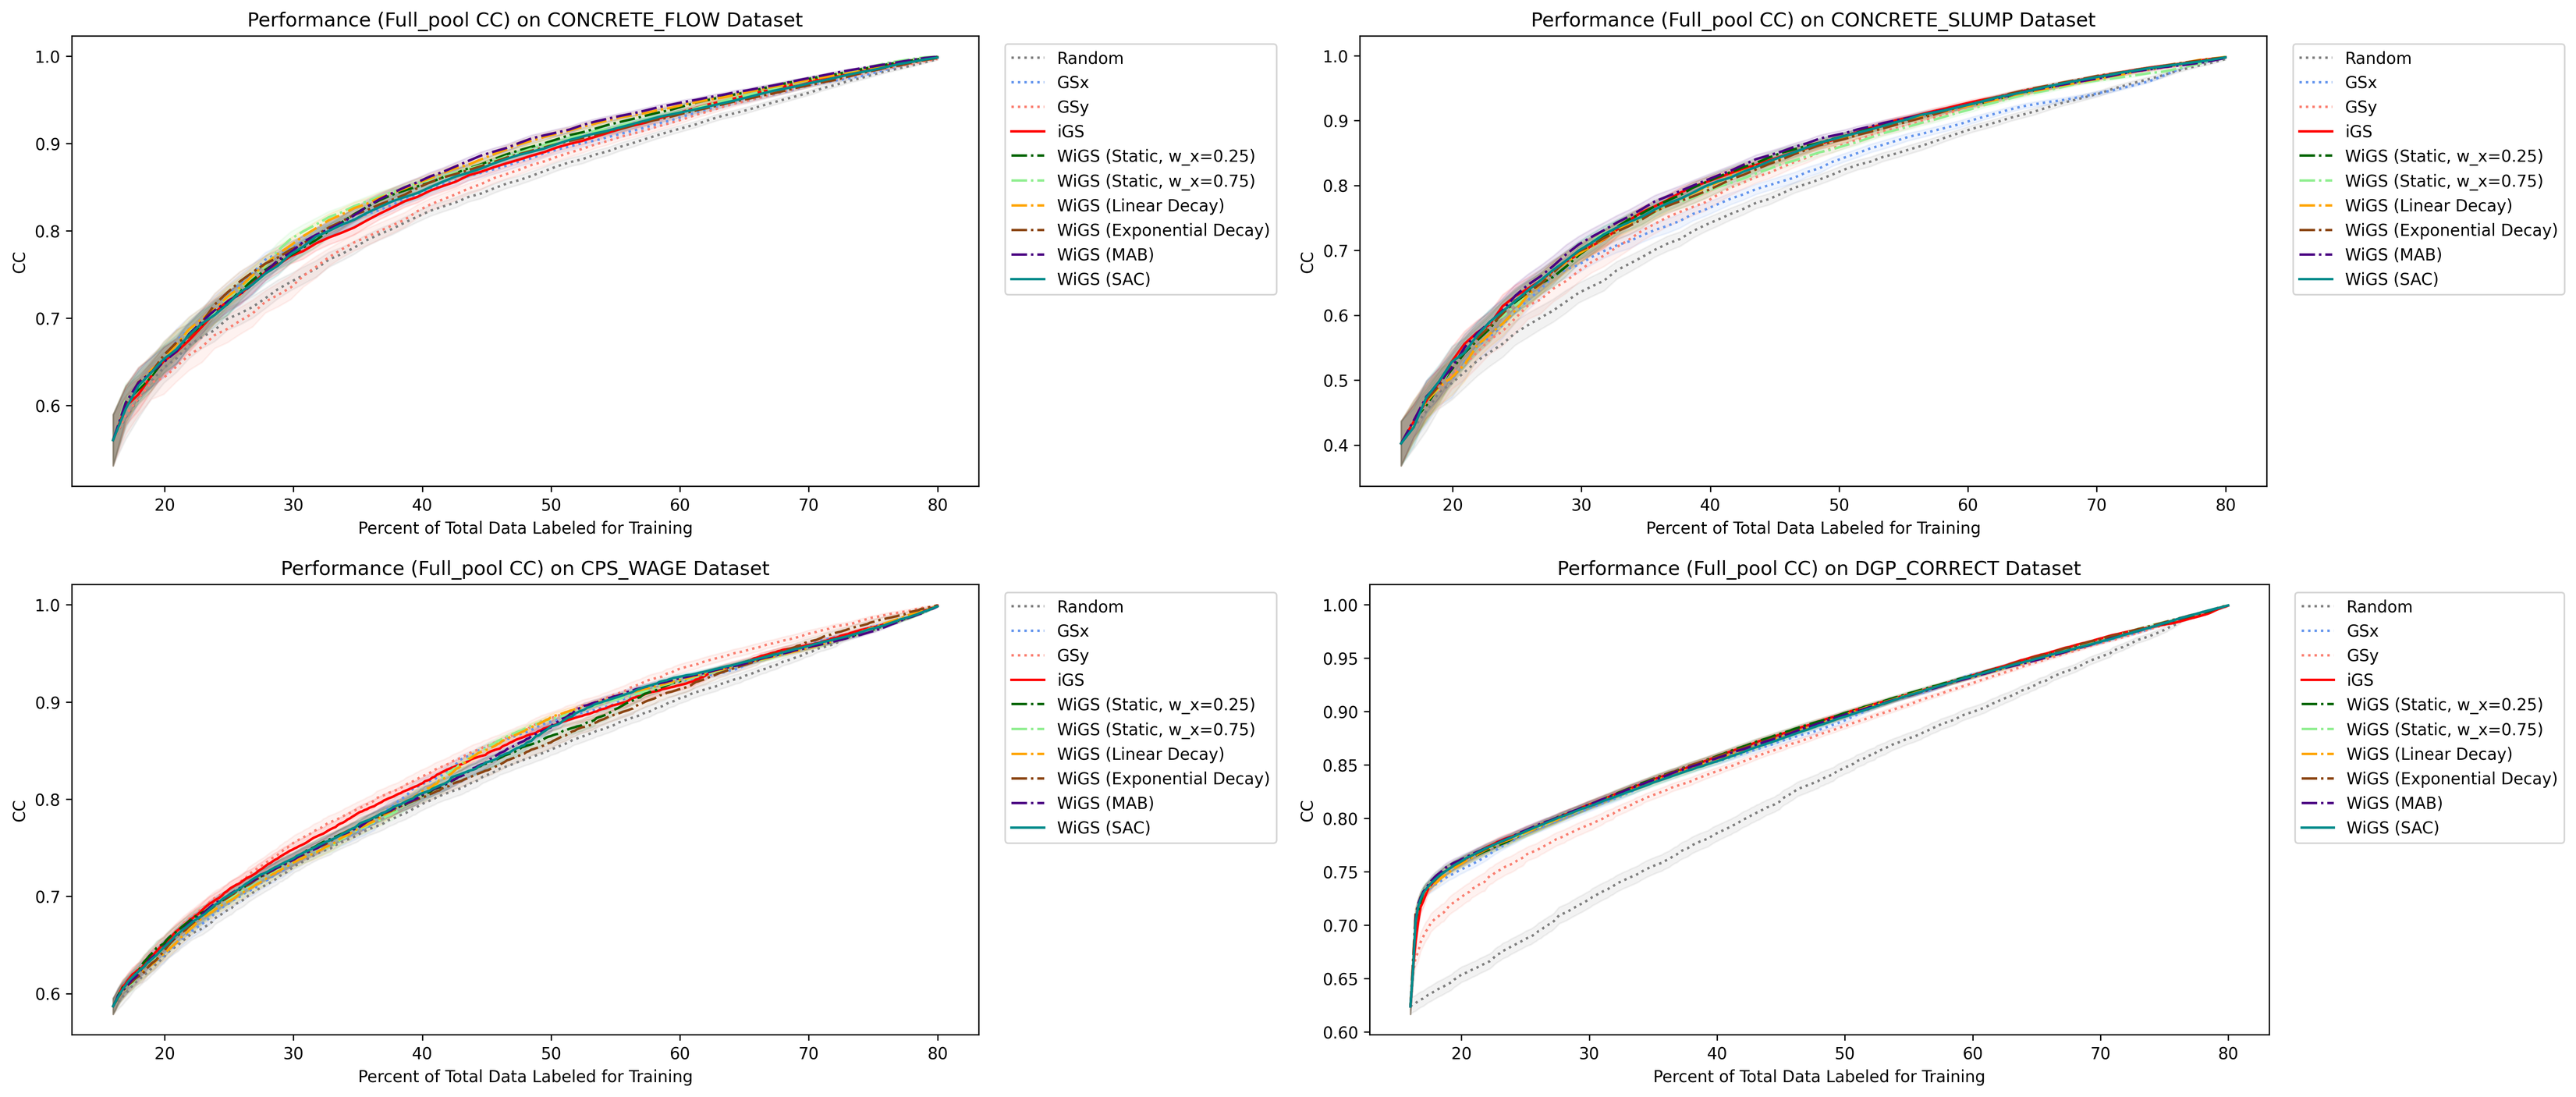 Performance (Full_pool CC) on CONCRETE_FLOW Dataset
CC
1.0
0.9
0.8
0.7
0.6
20 30 40 50 60 70 80
Percent of Total Data Labeled for Training
Random
GSx
GSy
iGS
WiGS (Static, w_x=0.25)
WiGS (Static, w_x=0.75)
WiGS (Linear Decay)
WiGS (Exponential Decay)
WiGS (MAB)
WiGS (SAC)
Performance (Full_pool CC) on CONCRETE_SLUMP Dataset
CC
1.0
0.9
0.8
0.7
0.6
0.5
0.4
20 30 40 50 60 70 80
Percent of Total Data Labeled for Training
Random
GSx
GSy
iGS
WiGS (Static, w_x=0.25)
WiGS (Static, w_x=0.75)
WiGS (Linear Decay)
WiGS (Exponential Decay)
WiGS (MAB)
WiGS (SAC)
Performance (Full_pool CC) on CPS_WAGE Dataset
CC
1.0
0.9
0.8
0.7
0.6
20 30 40 50 60 70 80
Percent of Total Data Labeled for Training
Random
GSx
GSy
iGS
WiGS (Static, w_x=0.25)
WiGS (Static, w_x=0.75)
WiGS (Linear Decay)
WiGS (Exponential Decay)
WiGS (MAB)
WiGS (SAC)
Performance (Full_pool CC) on DGP_CORRECT Dataset
CC
1.00
0.95
0.90
0.85
0.80
0.75
0.70
0.65
0.60
20 30 40 50 60 70 80
Percent of Total Data Labeled for Training
Random
GSx
GSy
iGS
WiGS (Static, w_x=0.25)
WiGS (Static, w_x=0.75)
WiGS (Linear Decay)
WiGS (Exponential Decay)
WiGS (MAB)
WiGS (SAC)